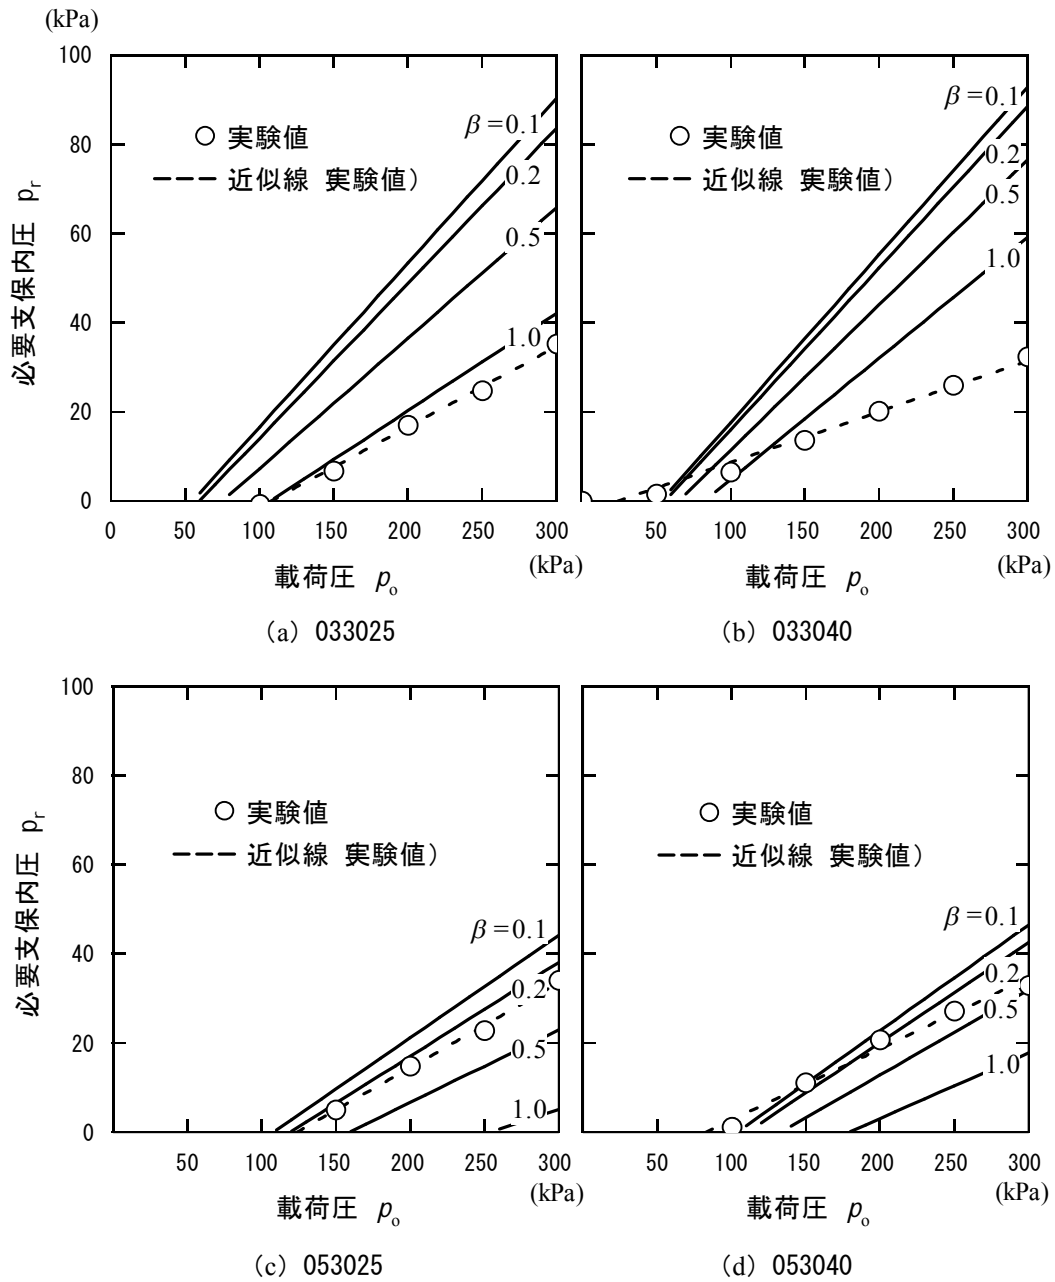 (kPa)
100
80
60
40
20
0
必要支保内圧 pr
β =0.1
0.2
0.5
1.0
○ 実験値
近似線 実験値）
0 50 100 150 200 250 300
載荷圧 po
(kPa)
（a）033025
β =0.1
0.2
0.5
1.0
○ 実験値
近似線 実験値）
50 100 150 200 250 300
載荷圧 po
(kPa)
（b）033040
100
80
60
40
20
0
必要支保内圧 pr
○ 実験値
近似線 実験値）
β =0.1
0.2
0.5
1.0
50 100 150 200 250 300
載荷圧 po
(kPa)
（c）053025
○ 実験値
近似線 実験値）
β =0.1
0.2
0.5
1.0
50 100 150 200 250 300
載荷圧 po
(kPa)
（d）053040